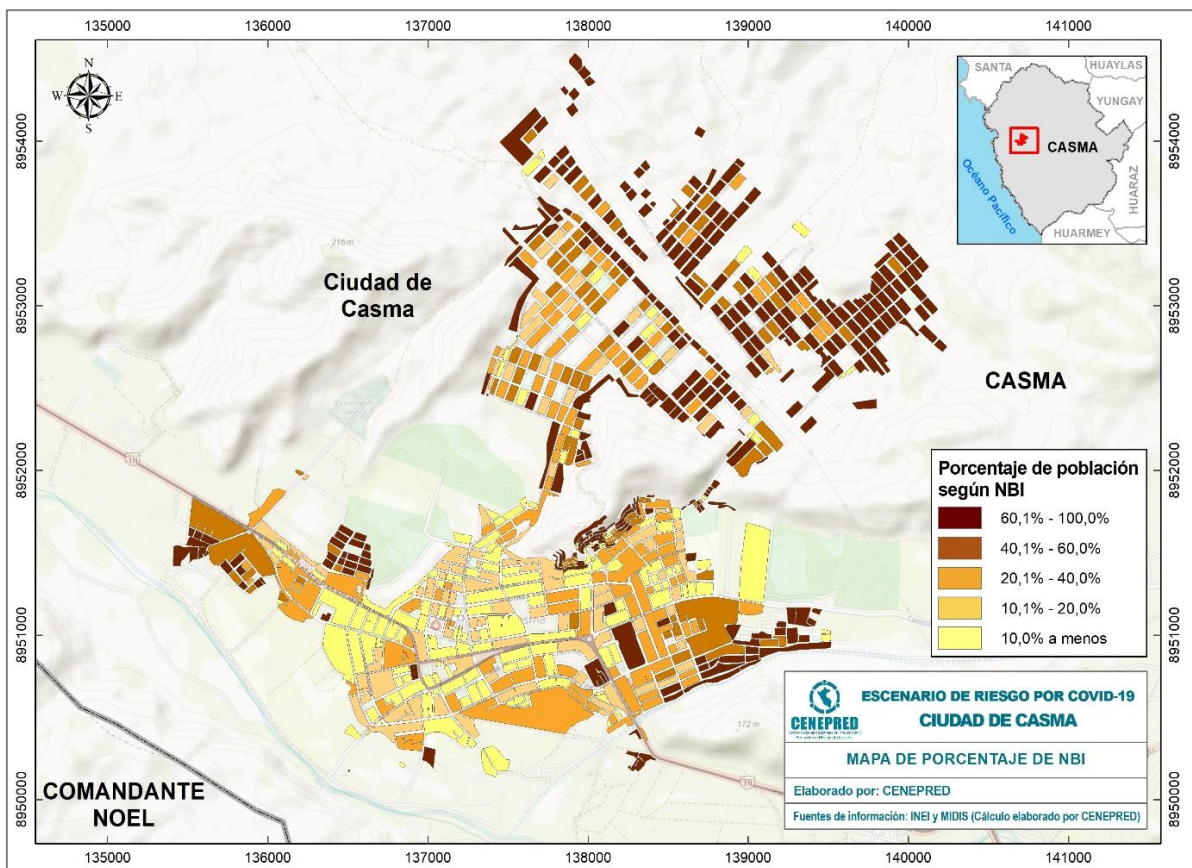 135000 136000 137000 138000 139000 140000 141000
8954000
8953000
8952000
8951000
8950000
N
W E
S
216 m
Ciudad de
Casma
CASMA
SANTA
HUAYLAS
YUNGAY
CASMA
HUARAZ
HUARMEY
Océano Pacífico
Porcentaje de población
según NBI
60,1% - 100,0%
40,1% - 60,0%
20,1% - 40,0%
10,1% - 20,0%
10,0% a menos
1N
172 m
1N
COMANDANTE
NOEL
CENEPRED
ESCENARIO DE RIESGO POR COVID-19
CIUDAD DE CASMA
MAPA DE PORCENTAJE DE NBI
Elaborado por: CENEPRED
Fuentes de información: INEI y MIDIS (Cálculo elaborado por CENEPRED)
8954000
8953000
8952000
8951000
8950000
135000 136000 137000 138000 139000 140000 141000